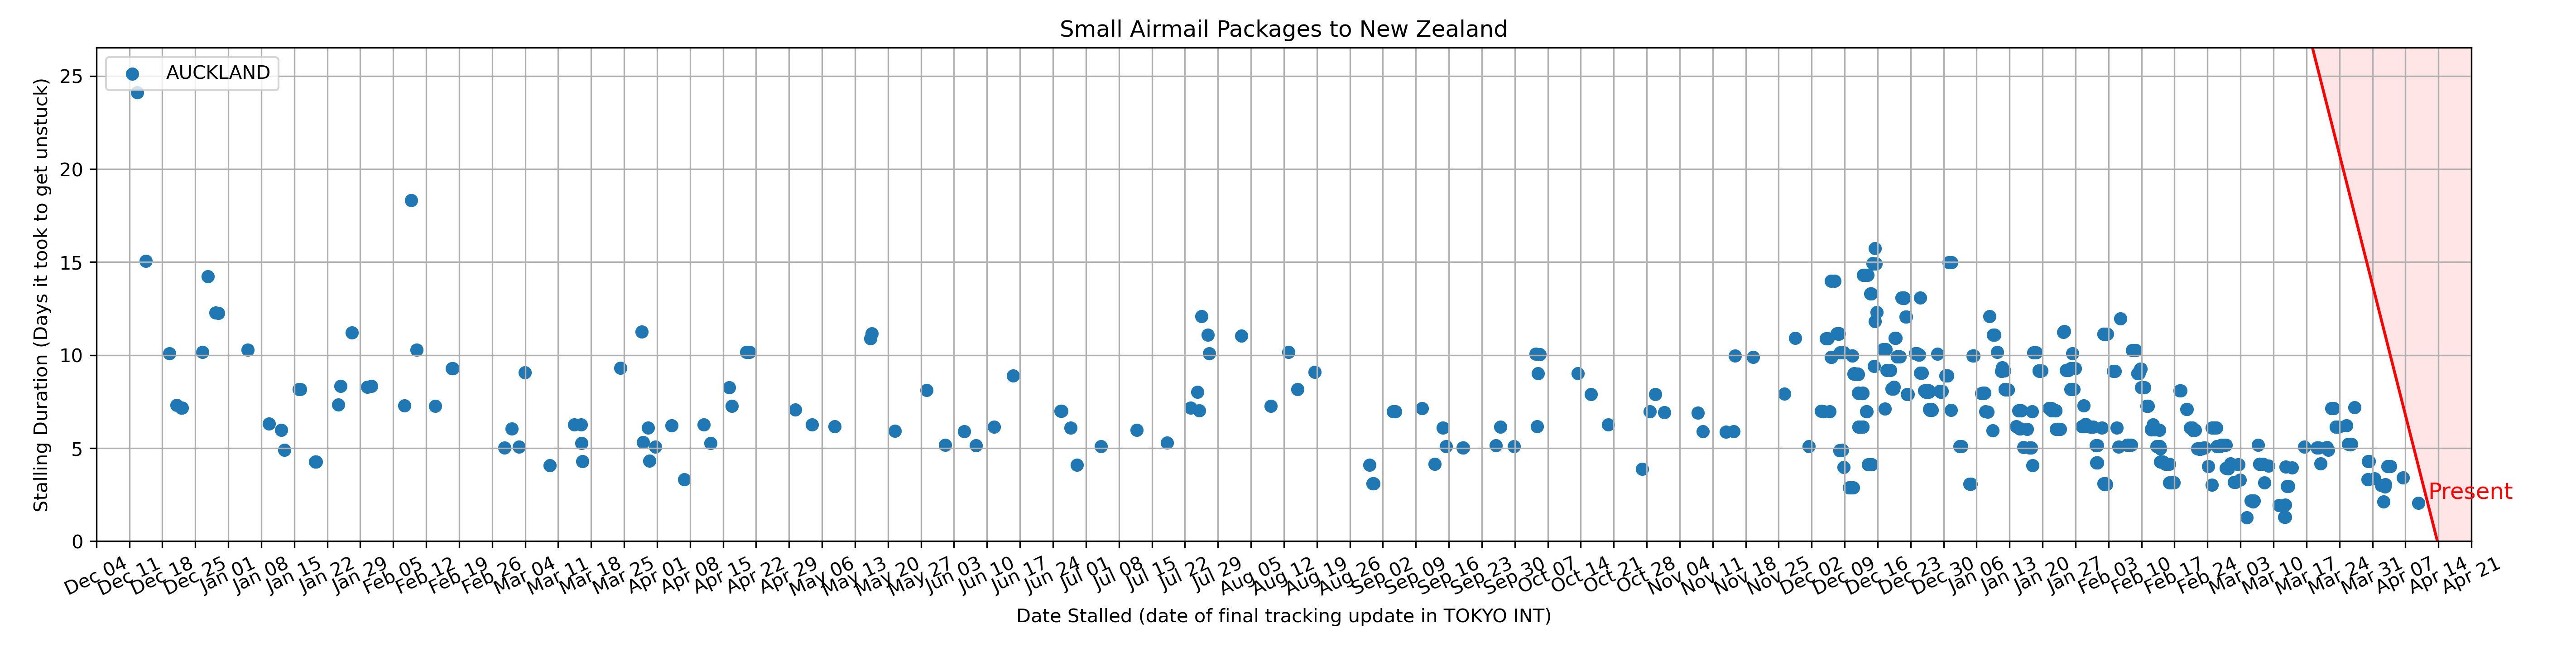 Small Airmail Packages to New Zealand
AUCKLAND
Stalling Duration (Days it took to get unstuck)
25
20
15
10
5
0
Present
Dec 04 Dec 11 Dec 18 Dec 25 Jan 01 Jan 08 Jan 15 Jan 22 Jan 29 Feb 05 Feb 12 Feb 19 Feb 26 Mar 04 Mar 11 Mar 18 Mar 25 Apr 01 Apr 08 Apr 15 Apr 22 Apr 29 May 06 May 13 May 20 May 27 Jun 03 Jun 10 Jun 17 Jun 24 Jul 01 Jul 08 Jul 15 Jul 22 Jul 29 Aug 05 Aug 12 Aug 19 Aug 26 Sep 02 Sep 09 Sep 16 Sep 23 Sep 30 Oct 07 Oct 14 Oct 21 Oct 28 Nov 04 Nov 11 Nov 18 Nov 25 Dec 02 Dec 09 Dec 16 Dec 23 Dec 30 Jan 06 Jan 13 Jan 20 Jan 27 Feb 03 Feb 10 Feb 17 Feb 24 Mar 03 Mar 10 Mar 17 Mar 24 Mar 31 Apr 07 Apr 14 Apr 21
Date Stalled (date of final tracking update in TOKYO INT)